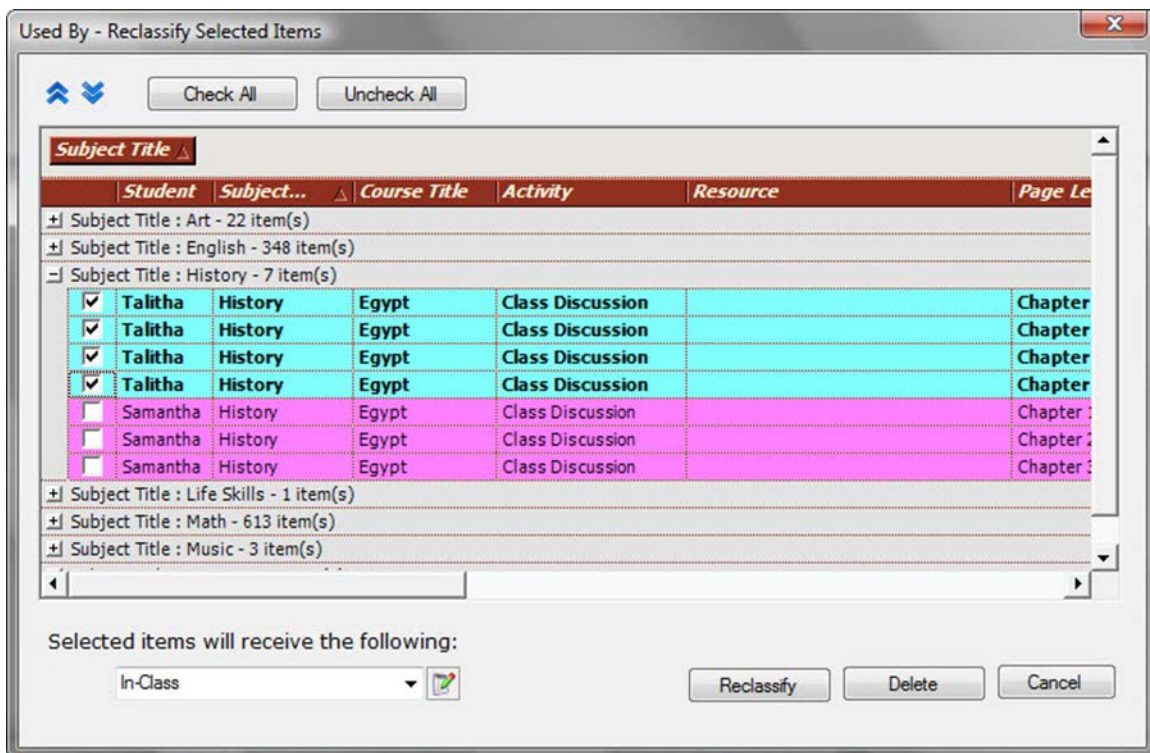 Used By - Reclassify Selected Items
Check All Uncheck All
Subject Title
Student Subject... Course Title Activity Resource Page Le
Subject Title : Art - 22 item(s)
Subject Title : English - 348 item(s)
Subject Title : History - 7 item(s)
Talitha History Egypt Class Discussion Chapter
Talitha History Egypt Class Discussion Chapter
Talitha History Egypt Class Discussion Chapter
Talitha History Egypt Class Discussion Chapter
Samantha History Egypt Class Discussion Chapter 1
Samantha History Egypt Class Discussion Chapter 2
Samantha History Egypt Class Discussion Chapter 3
Subject Title : Life Skills - 1 item(s)
Subject Title : Math - 613 item(s)
Subject Title : Music - 3 item(s)
Selected items will receive the following:
In-Class Reclassify Delete Cancel